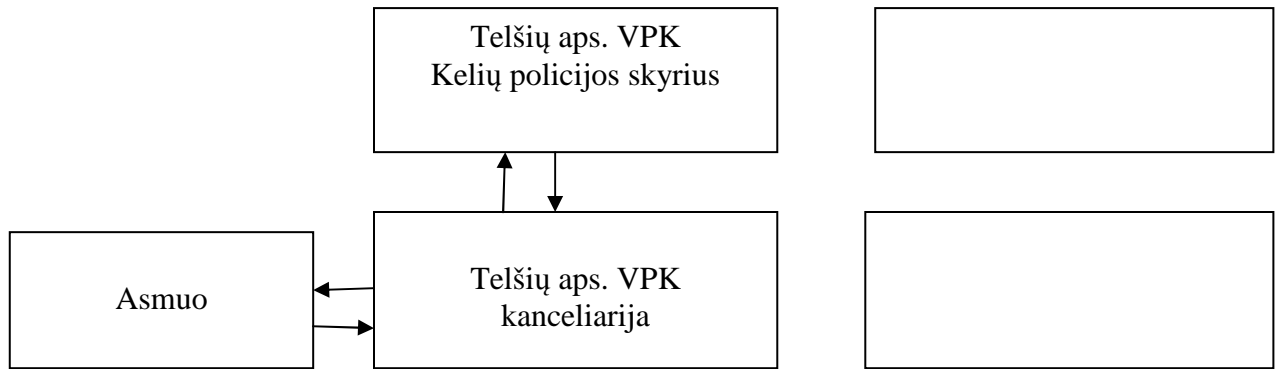 Telšių aps. VPK
Kelių policijos skyrius
Asmuo
Telšių aps. VPK
kanceliarija